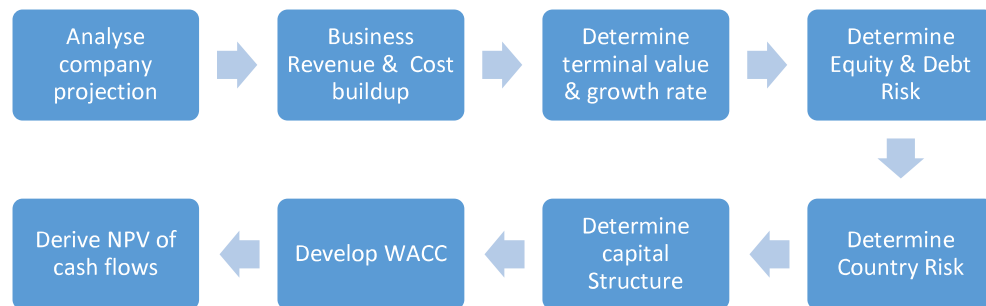 Analyse
company
projection
Business
Revenue & Cost
buildup
Determine
terminal value
& growth rate
Determine
Equity & Debt
Risk
Determine
Country Risk
Determine
capital
Structure
Develop WACC
Derive NPV of
cash flows